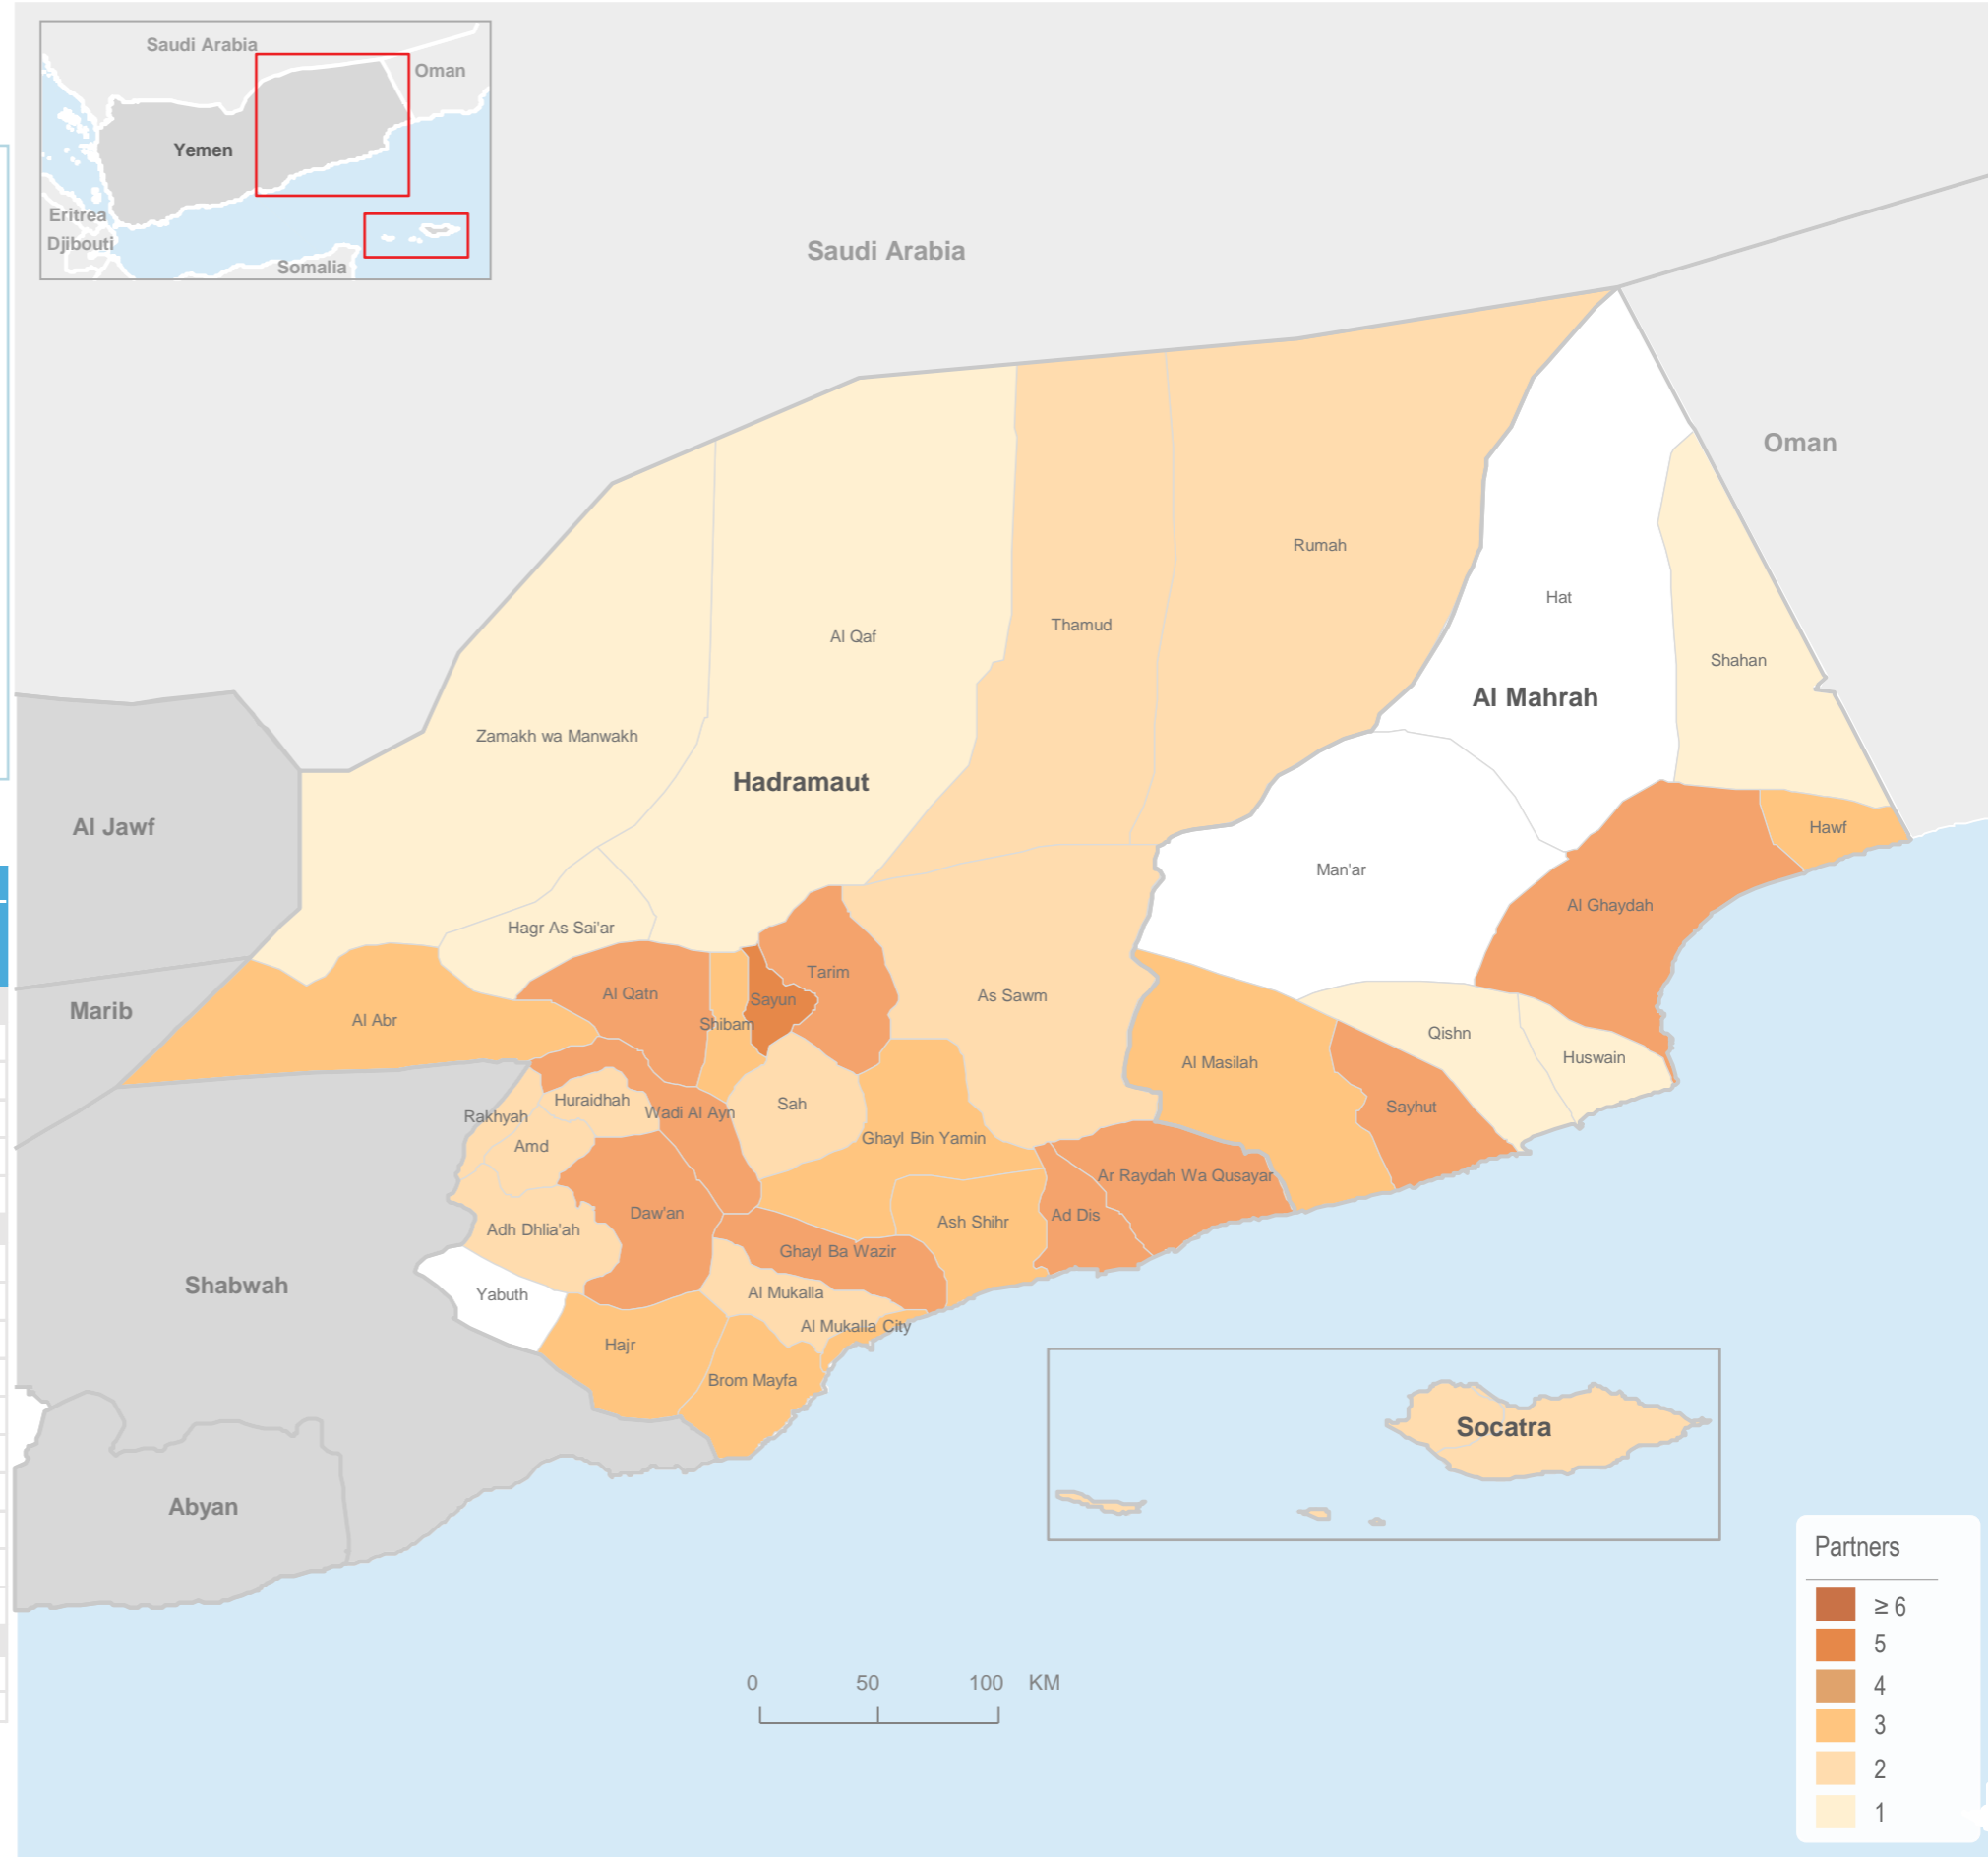 Saudi Arabia
Oman
Yemen
Eritrea
Djibouti
Somalia
Saudi Arabia
Oman
Rumah
Hat
Thamud
Al Qaf
Shahan
Al Mahrah
Zamakh wa Manwakh
Hadramaut
Al Jawf
Hawf
Man'ar
Al Ghaydah
Hagr As Sai'ar
Tarim
Al Qatn
Sayun
As Sawm
Marib
Al Abr
Shibam
Qishn
Huswain
Al Masilah
Huraidhah
Sah
Sayhut
Rakhyah
Wadi Al Ayn
Amd
Ghayl Bin Yamin
Ar Raydah Wa Qusayar
Daw'an
Ad Dis
Ash Shihr
Adh Dhlia'ah
Ghayl Ba Wazir
Shabwah
Yabuth
Al Mukalla
Al Mukalla City
Hajr
Brom Mayfa
Socatra
Abyan
Partners
≥ 6
5
4
3
2
1
0 50 100 KM